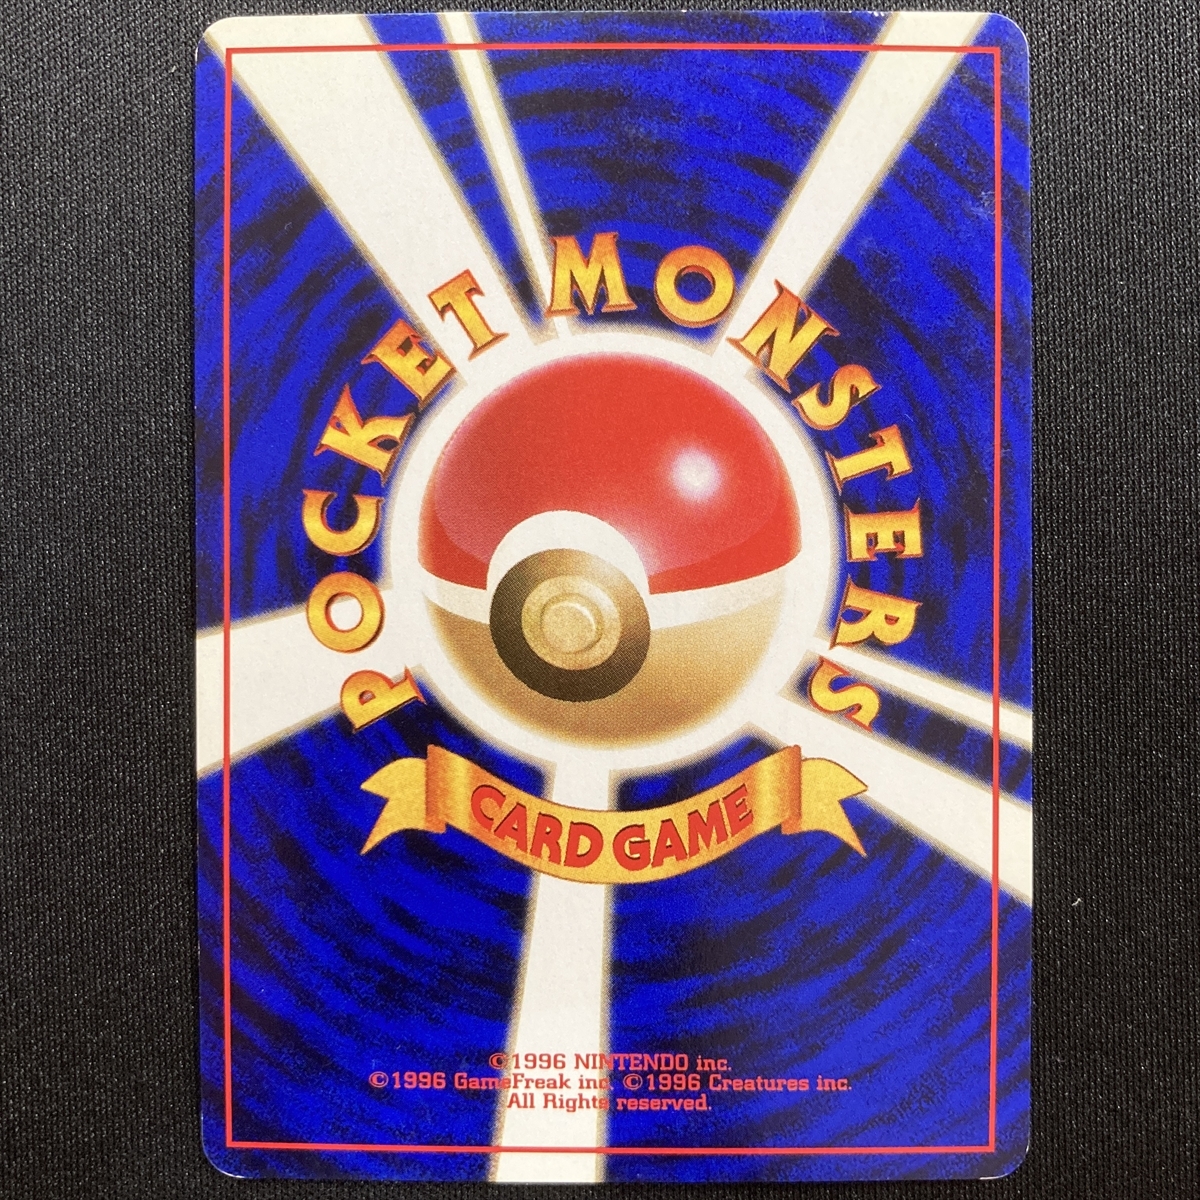 POCKET MONSTERS
CARD GAME
©1996 NINTENDO inc.
©1996 GameFreak inc. ©1996 Creatures inc.
All Rights reserved.